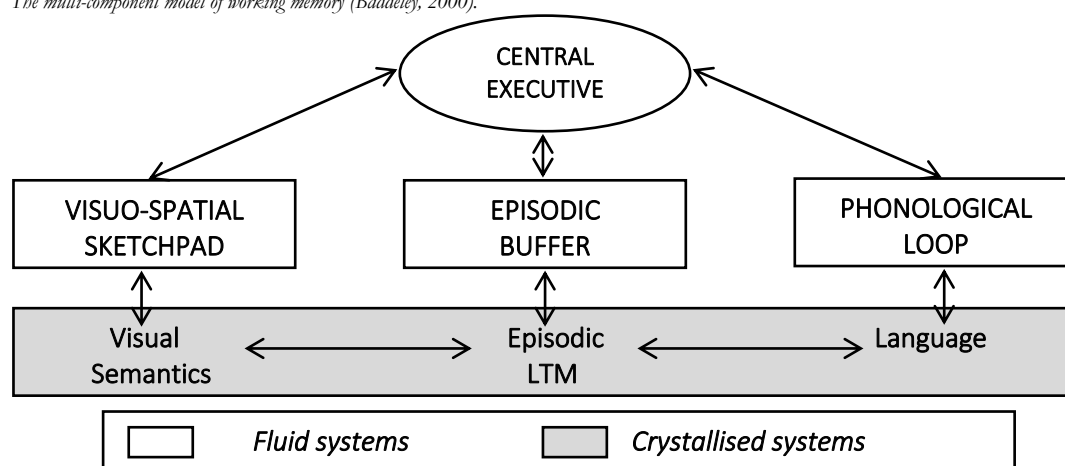 The multi-component model of working memory (Baddeley, 2000).
CENTRAL
EXECUTIVE
VISUO-SPATIAL
SKETCHPAD
EPISODIC
BUFFER
PHONOLOGICAL
LOOP
Visual
Semantics
Episodic
LTM
Language
Fluid systems
Crystallised systems